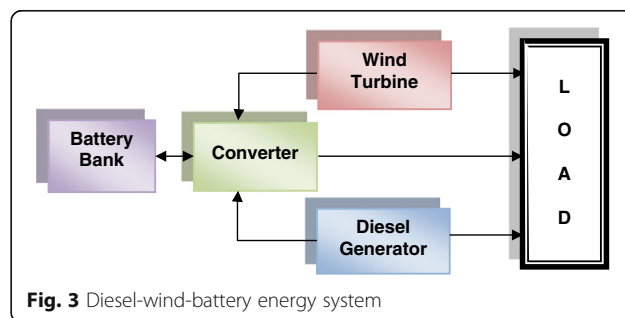 Wind
Turbine
Battery
Bank
Converter
Diesel
Generator
L
O
A
D
Fig. 3 Diesel-wind-battery energy system